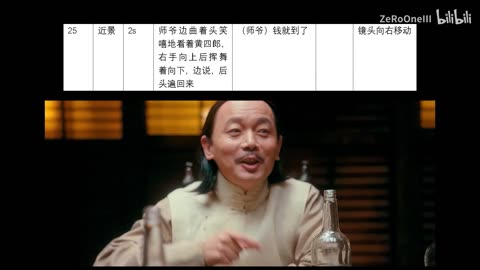 ZeRoOneIII bilibili
25 近景 2s 师爷边曲着头笑 (师爷)钱就到了 镜头向右移动
嘻地看着黄四郎，
右手向上后挥舞
着向下，边说，后
头遍回来